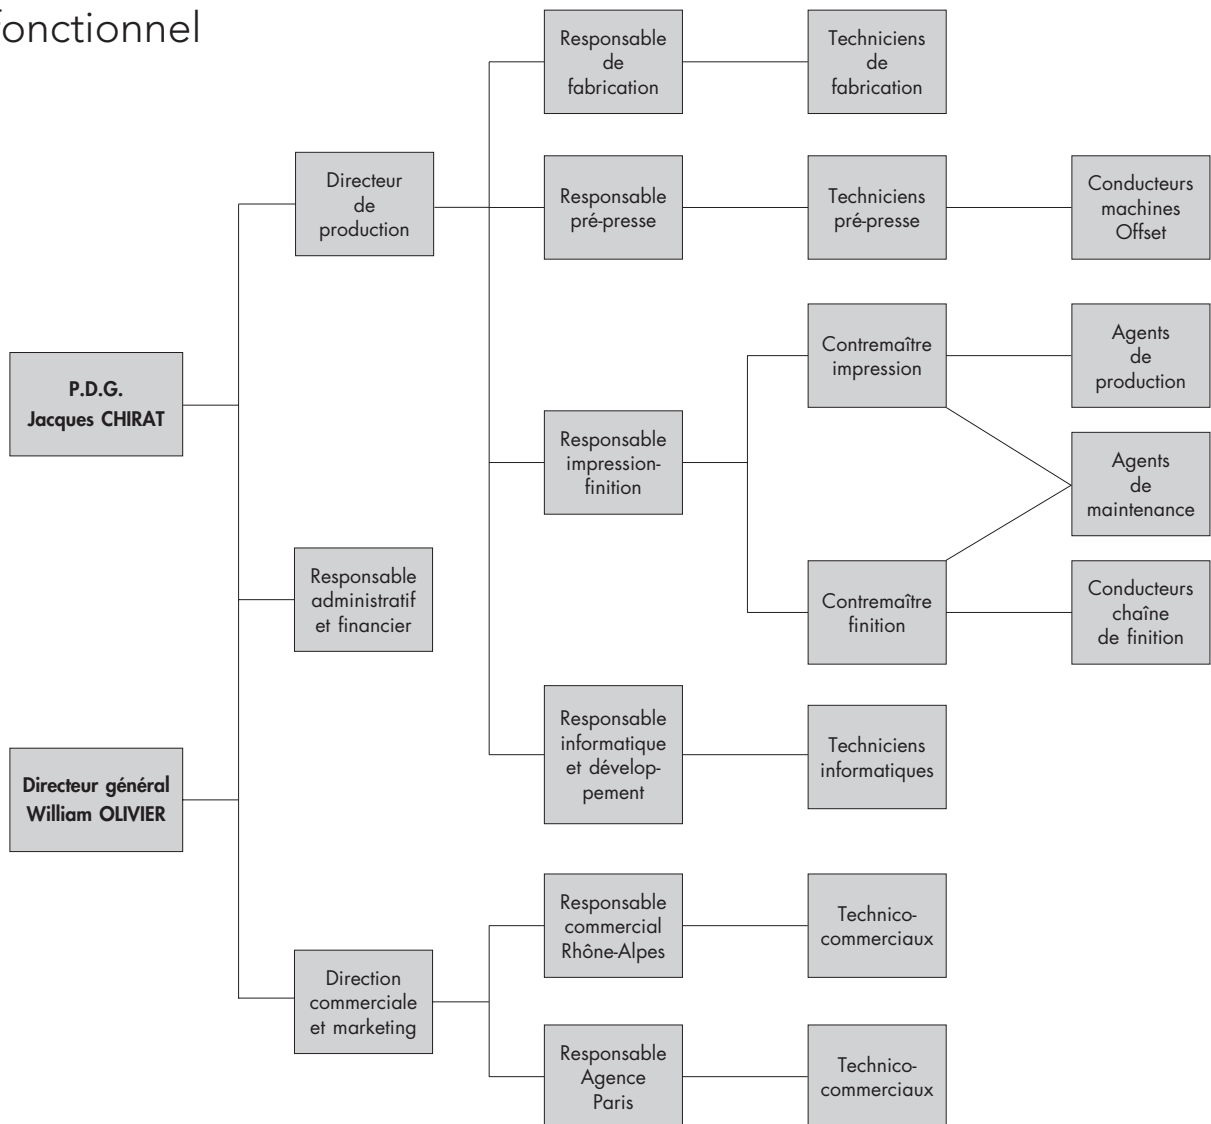 fonctionnel
Responsable
de
fabrication
Techniciens
de
fabrication
Directeur
de
production
Responsable
pré-presse
Techniciens
pré-presse
Conducteurs
machines
Offset
P.D.G.
Jacques CHIRAT
Contremaître
impression
Agents
de
production
Responsable
impression-
finition
Agents
de
maintenance
Responsable
administratif
et financier
Contremaître
finition
Conducteurs
chaîne
de finition
Directeur général
William OLIVIER
Responsable
informatique
et dévelop-
pement
Techniciens
informatiques
Direction
commerciale
et marketing
Responsable
commercial
Rhône-Alpes
Technico-
commerciaux
Responsable
Agence
Paris
Technico-
commerciaux